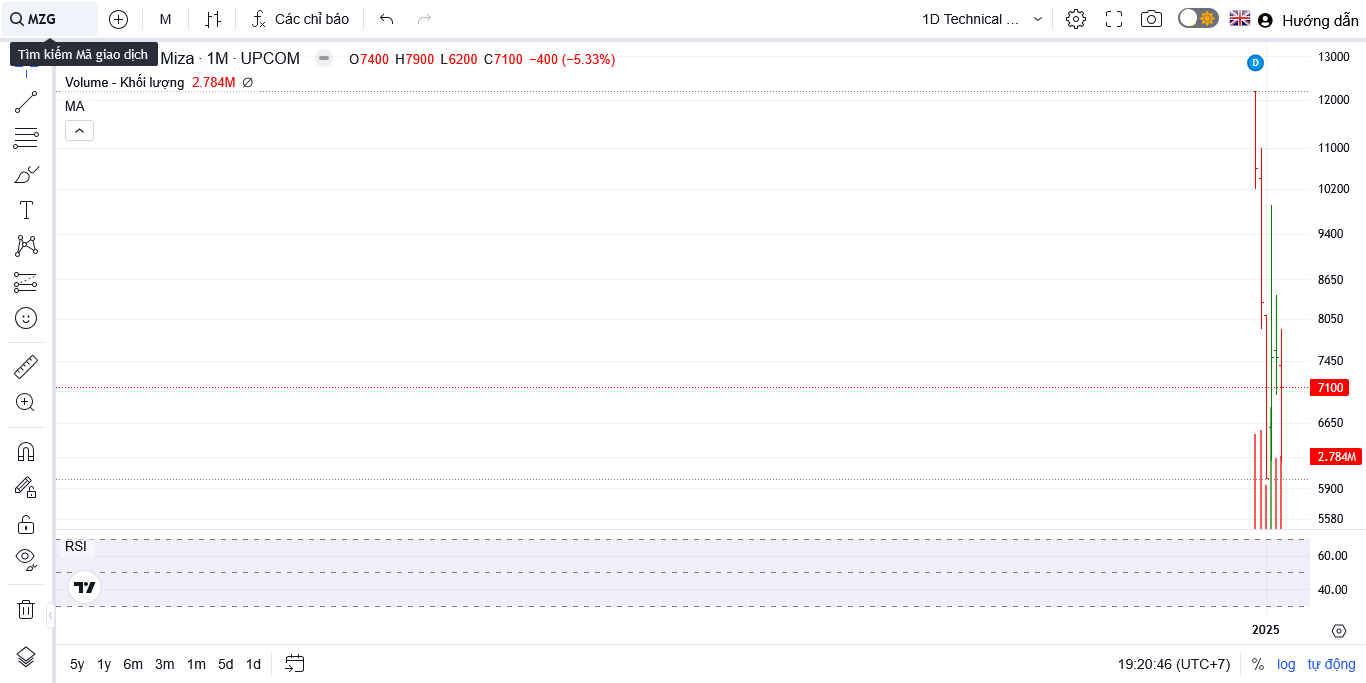 MZG
M
Các chỉ báo
1D Technical ...
Hướng dẫn
Tìm kiếm Mã giao dịch
Miza · 1M · UPCOM
O7400 H7900 L6200 C7100 −400 (−5.33%)
Volume - Khối lượng 2.784M ∅
MA
D
13000
12000
11000
10200
9400
8650
8050
7450
7100
6650
2.784M
5900
5580
RSI
60.00
40.00
2025
5y 1y 6m 3m 1m 5d 1d
19:20:46 (UTC+7)
% log tự động